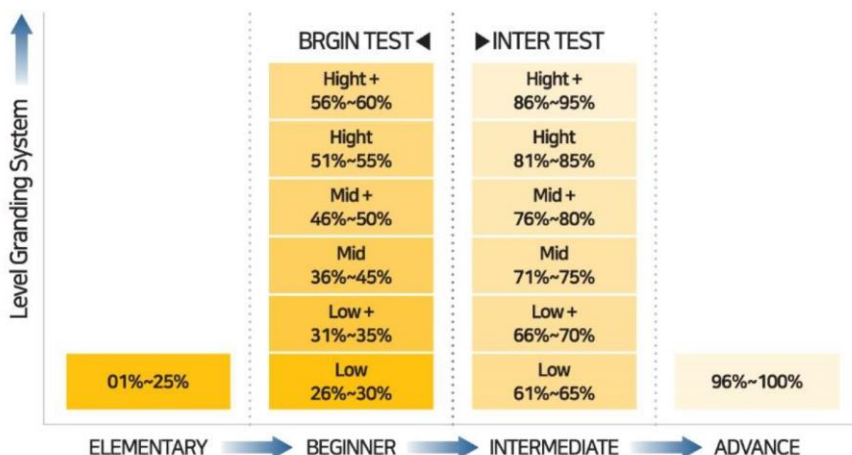 Level Granding System
BRGIN TEST◀
▶INTER TEST
Hight +
56%~60%
Hight
51%~55%
Mid +
46%~50%
Mid
36%~45%
Low +
31%~35%
Low
26%~30%
Hight +
86%~95%
Hight
81%~85%
Mid +
76%~80%
Mid
71%~75%
Low +
66%~70%
Low
61%~65%
01%~25%
96%~100%
ELEMENTARY
BEGINNER
INTERMEDIATE
ADVANCE